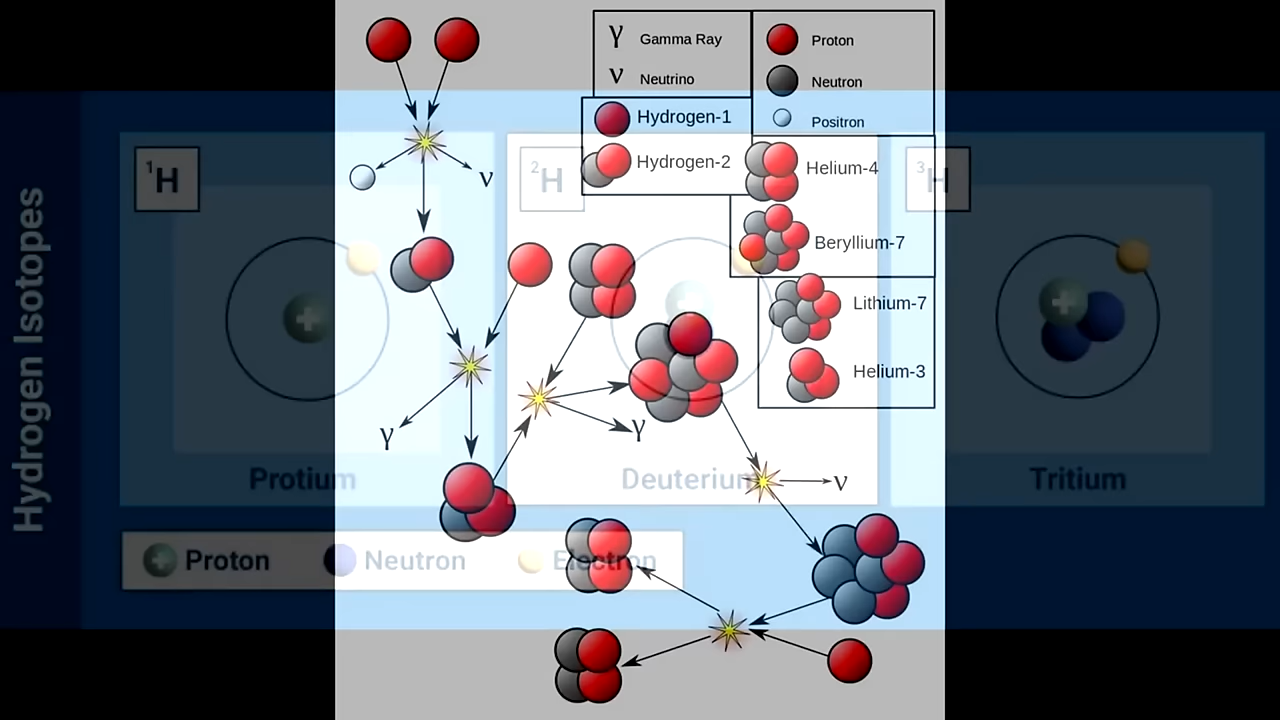 γ Gamma Ray
ν Neutrino
Proton
Neutron
Positron
Hydrogen-1
Hydrogen-2
Helium-4
Beryllium-7
Lithium-7
Helium-3
ν
γ
γ
ν
Hydrogen Isotopes
1H
2H
3H
Protium
Deuterium
Tritium
Proton
Neutron
Electron